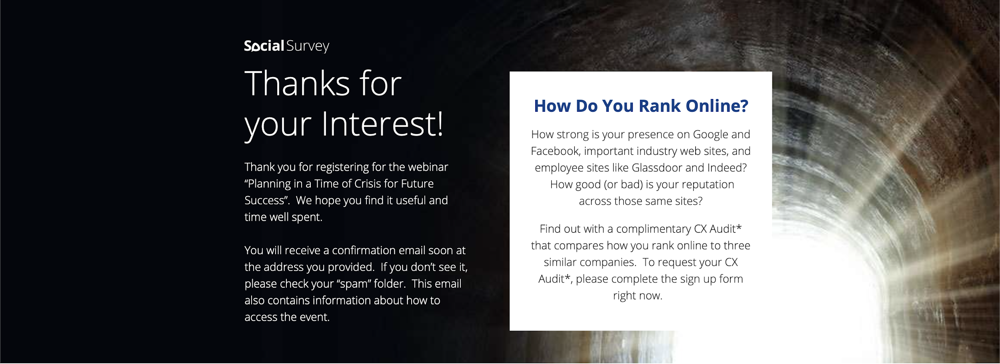 Social Survey
Thanks for
your Interest!
Thank you for registering for the webinar
“Planning in a Time of Crisis for Future
Success”.  We hope you find it useful and
time well spent.
You will receive a confirmation email soon at
the address you provided.  If you don’t see it,
please check your “spam” folder.  This email
also contains information about how to
access the event.
How Do You Rank Online?
How strong is your presence on Google and
Facebook, important industry web sites, and
employee sites like Glassdoor and Indeed?
How good (or bad) is your reputation
across those same sites?
Find out with a complimentary CX Audit*
that compares how you rank online to three
similar companies.  To request your CX
Audit*, please complete the sign up form
right now.